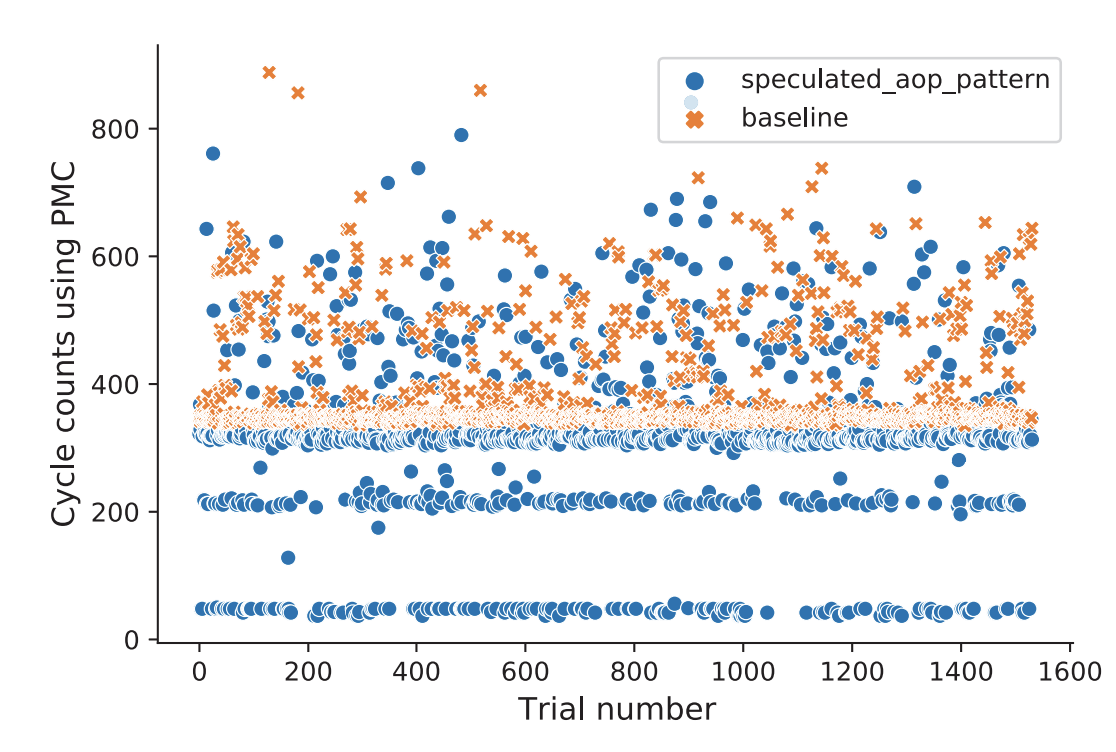 speculated_aop_pattern
baseline
Cycle counts using PMC
800
600
400
200
0
0 200 400 600 800 1000 1200 1400 1600
Trial number